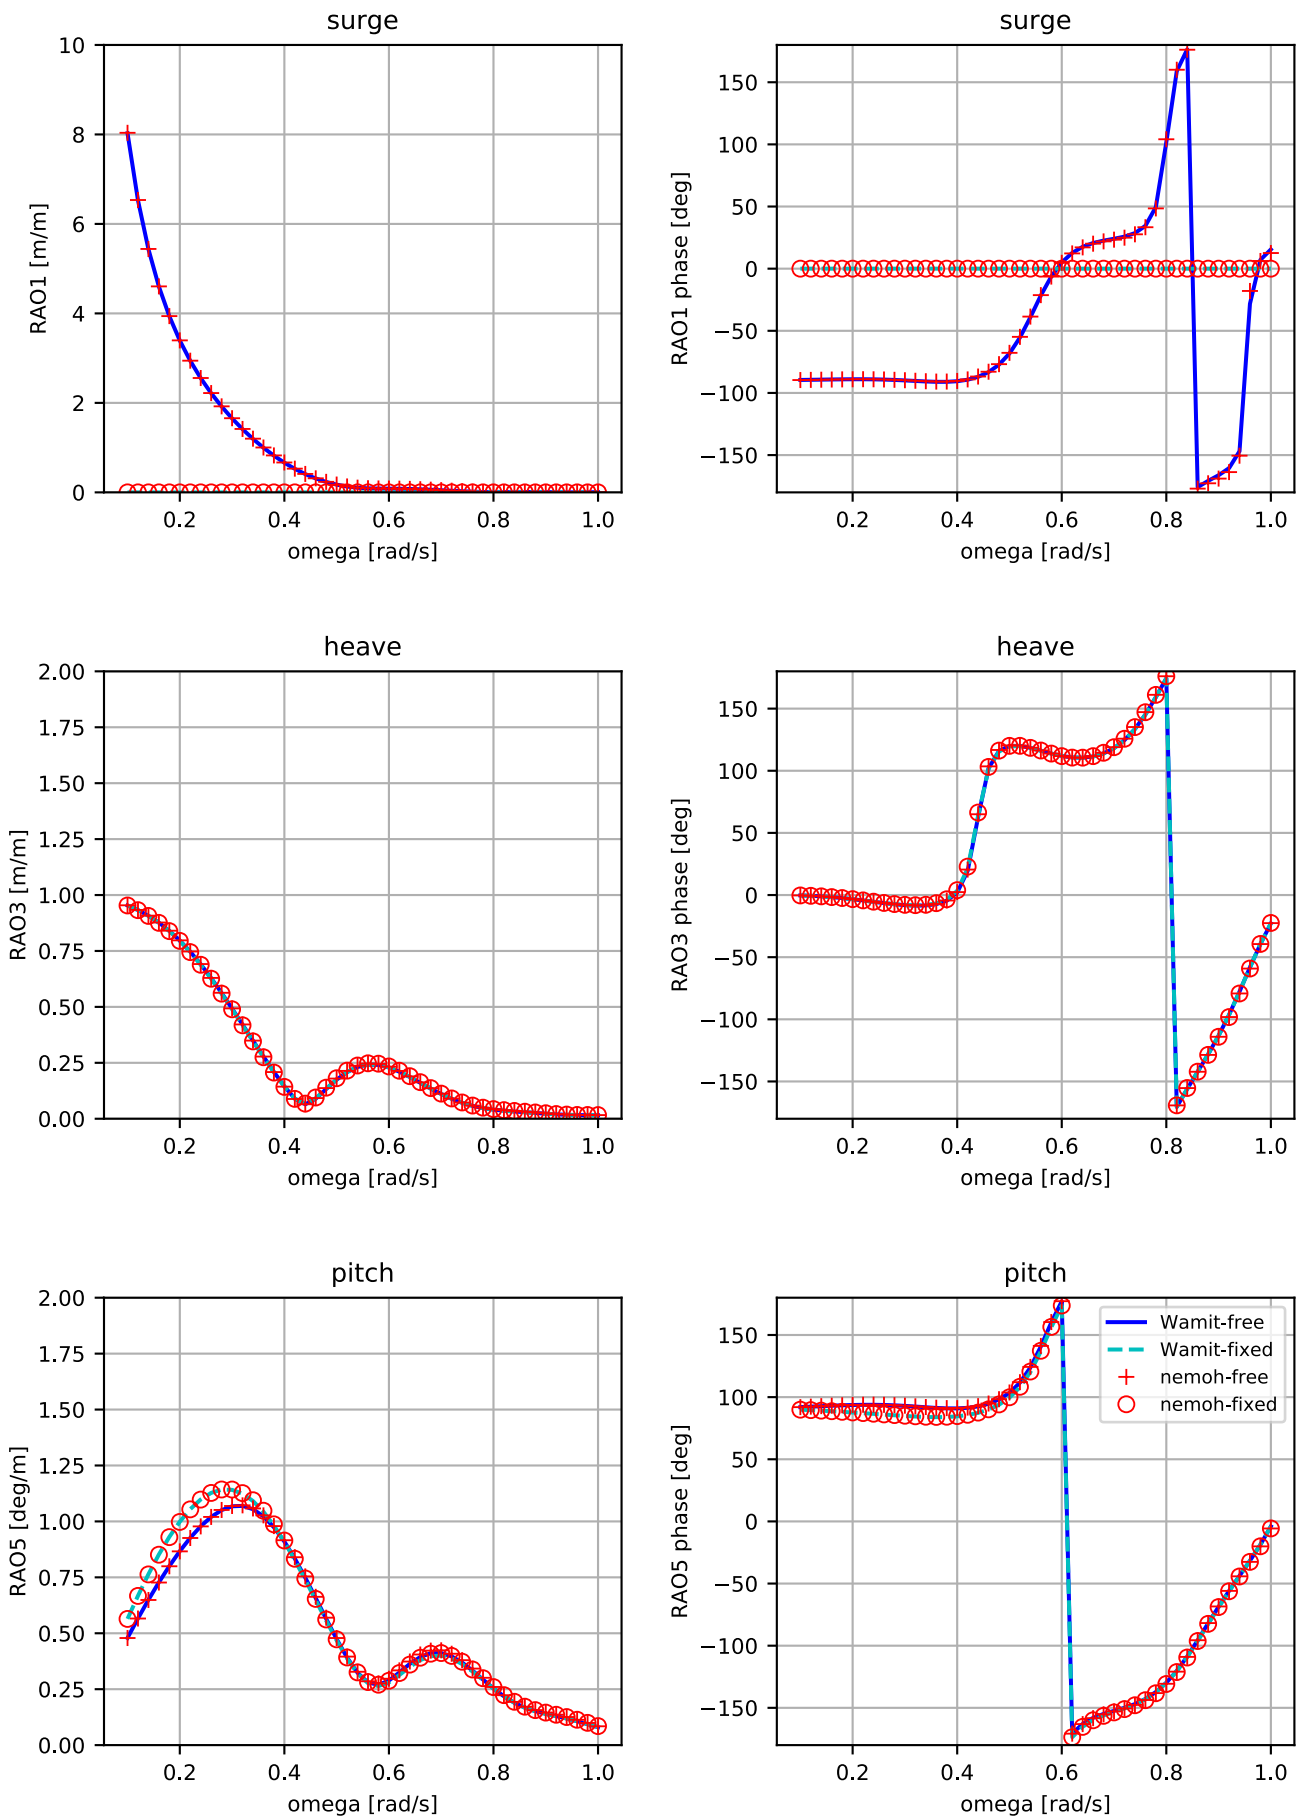 surge
RAO1 [m/m]
10
8
6
4
2
0
0.2 0.4 0.6 0.8 1.0
omega [rad/s]
surge
RAO1 phase [deg]
150
100
50
0
−50
−100
−150
0.2 0.4 0.6 0.8 1.0
omega [rad/s]
heave
RAO3 [m/m]
2.00
1.75
1.50
1.25
1.00
0.75
0.50
0.25
0.00
0.2 0.4 0.6 0.8 1.0
omega [rad/s]
heave
RAO3 phase [deg]
150
100
50
0
−50
−100
−150
0.2 0.4 0.6 0.8 1.0
omega [rad/s]
pitch
RAO5 [deg/m]
2.00
1.75
1.50
1.25
1.00
0.75
0.50
0.25
0.00
0.2 0.4 0.6 0.8 1.0
omega [rad/s]
pitch
RAO5 phase [deg]
150
100
50
0
−50
−100
−150
0.2 0.4 0.6 0.8 1.0
omega [rad/s]
Wamit-free
Wamit-fixed
nemoh-free
nemoh-fixed